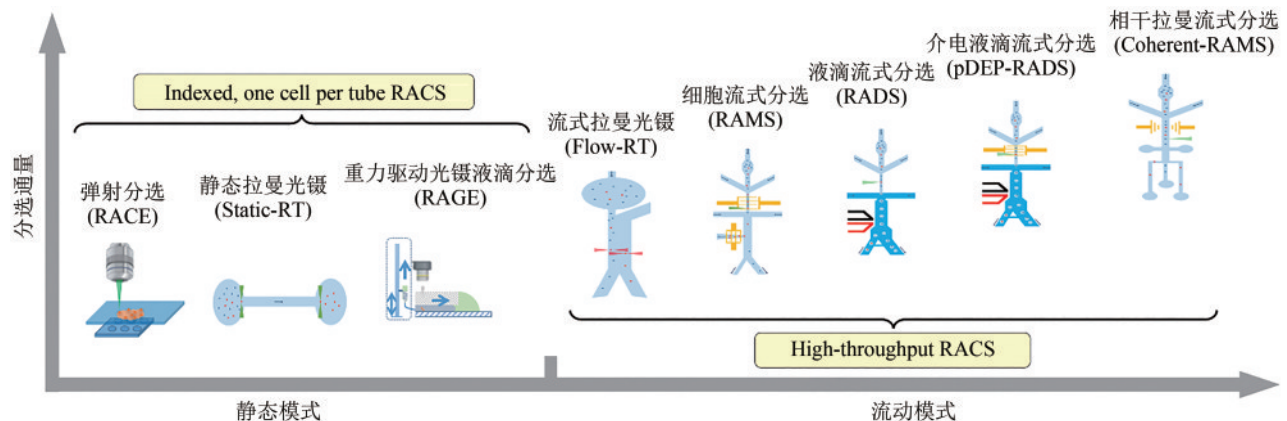 分选通量
Indexed, one cell per tube RACS
弹射分选
(RACE)
静态拉曼光镊
(Static-RT)
重力驱动光镊液滴分选
(RAGE)
流式拉曼光镊
(Flow-RT)
细胞流式分选
(RAMS)
液滴流式分选
(RADS)
介电液滴流式分选
(pDEP-RADS)
相干拉曼流式分选
(Coherent-RAMS)
High-throughput RACS
静态模式
流动模式